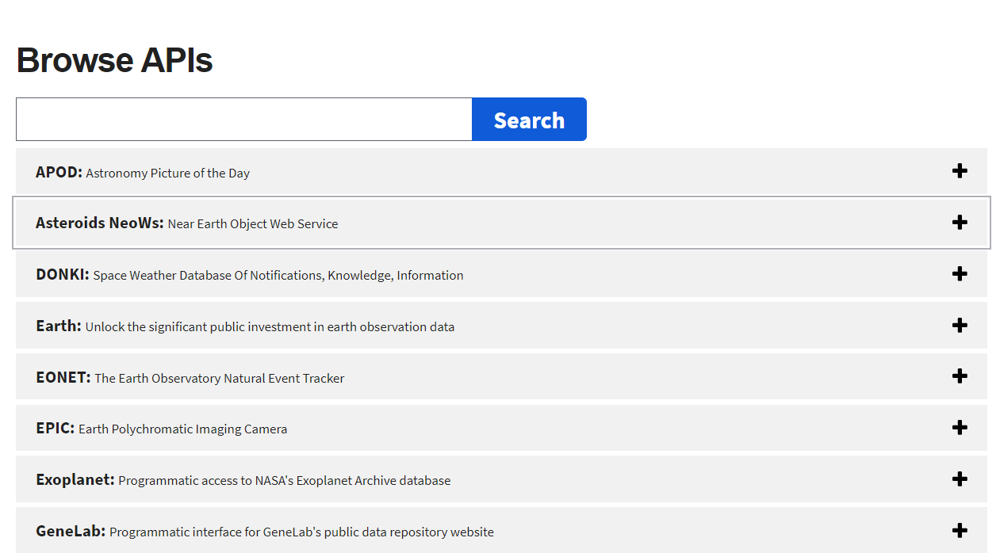 Browse APIs
Search
APOD: Astronomy Picture of the Day
Asteroids NeoWs: Near Earth Object Web Service
DONKI: Space Weather Database Of Notifications, Knowledge, Information
Earth: Unlock the significant public investment in earth observation data
EONET: The Earth Observatory Natural Event Tracker
EPIC: Earth Polychromatic Imaging Camera
Exoplanet: Programmatic access to NASA's Exoplanet Archive database
GeneLab: Programmatic interface for GeneLab's public data repository website